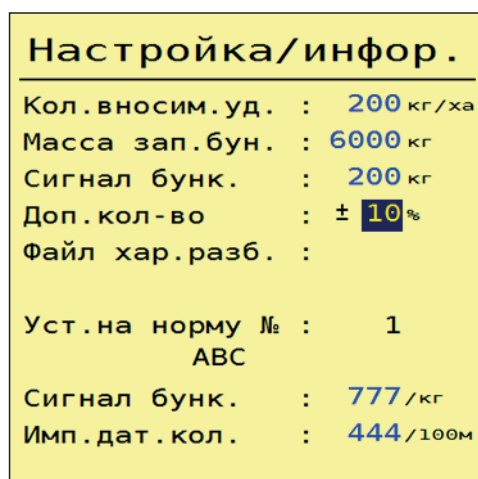 Настройка/инфор.
Кол.вносим.уд. : 200 кг/ха
Масса зап.бун. : 6000 кг
Сигнал бунк. : 200 кг
Доп.кол-во : ± 10 %
Файл хар.разб. :
Уст.на норму № : 1
ABC
Сигнал бунк. : 777 /кг
Имп.дат.кол. : 444 /100м